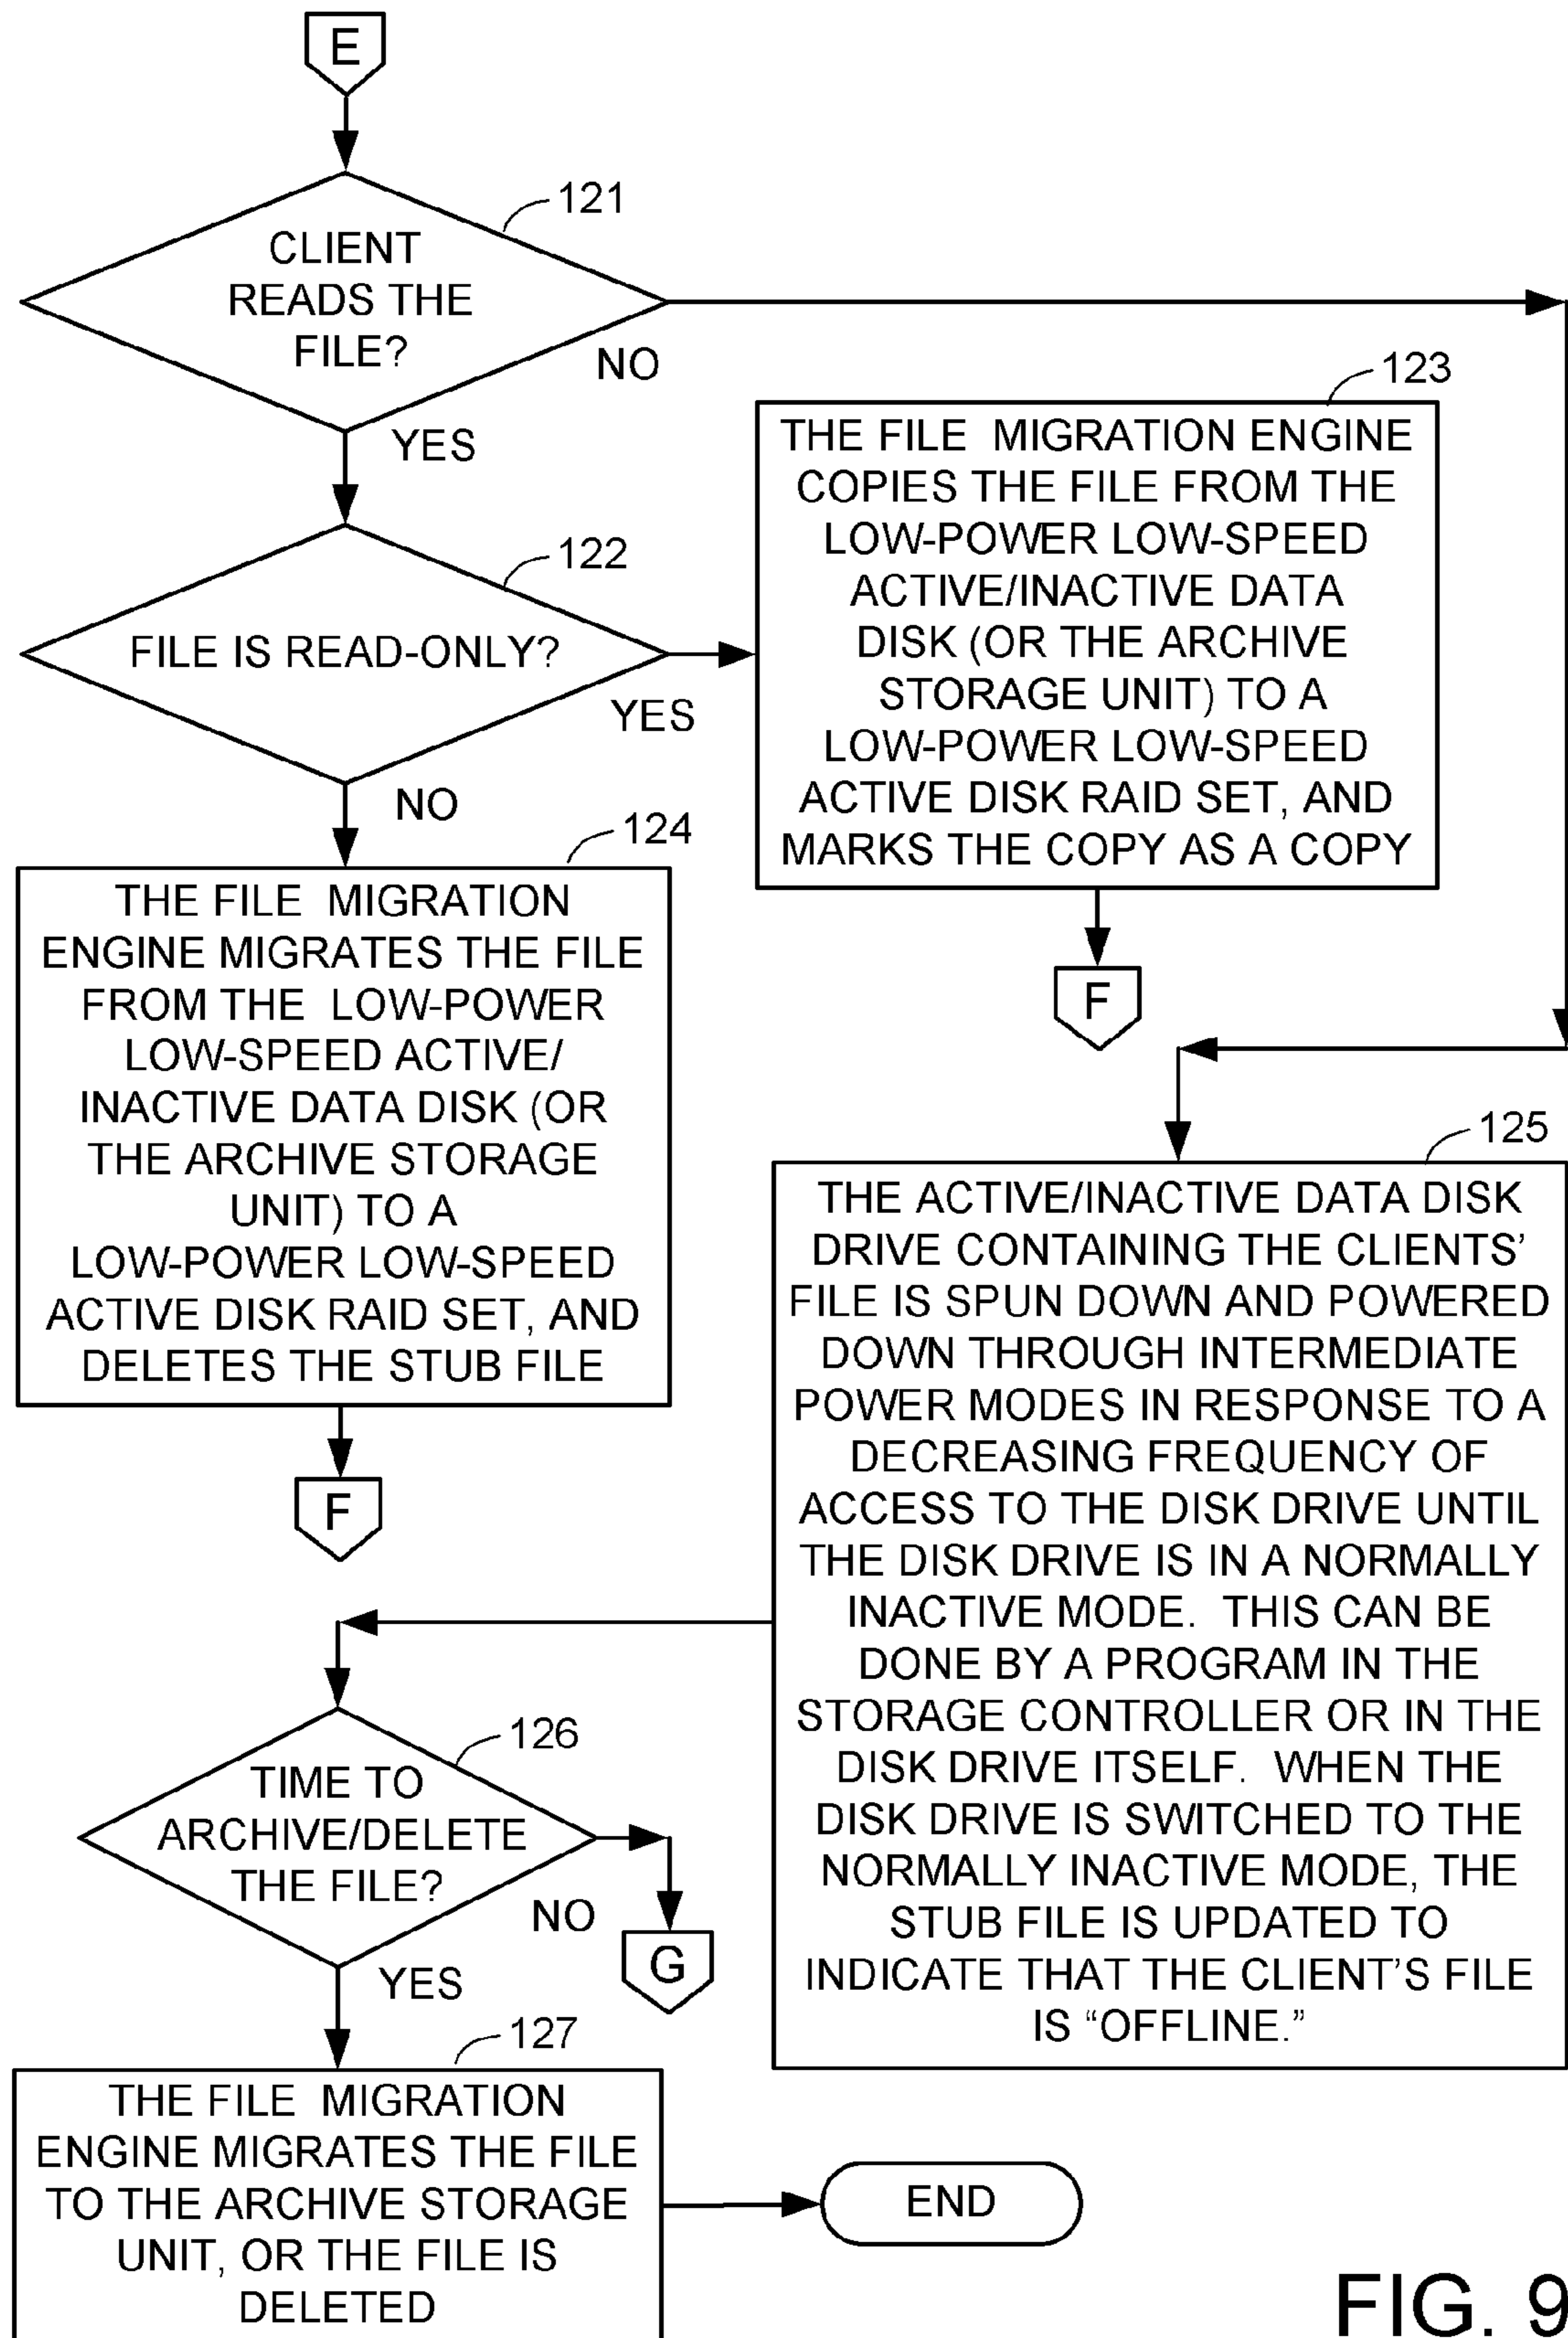 E
121
CLIENT
READS THE
FILE?
NO
YES
122
FILE IS READ-ONLY?
YES
NO
123
THE FILE MIGRATION ENGINE
COPIES THE FILE FROM THE
LOW-POWER LOW-SPEED
ACTIVE/INACTIVE DATA
DISK (OR THE ARCHIVE
STORAGE UNIT) TO A
LOW-POWER LOW-SPEED
ACTIVE DISK RAID SET, AND
MARKS THE COPY AS A COPY
F
124
THE FILE MIGRATION
ENGINE MIGRATES THE FILE
FROM THE LOW-POWER
LOW-SPEED ACTIVE/
INACTIVE DATA DISK (OR
THE ARCHIVE STORAGE
UNIT) TO A
LOW-POWER LOW-SPEED
ACTIVE DISK RAID SET, AND
DELETES THE STUB FILE
F
125
THE ACTIVE/INACTIVE DATA DISK
DRIVE CONTAINING THE CLIENTS’
FILE IS SPUN DOWN AND POWERED
DOWN THROUGH INTERMEDIATE
POWER MODES IN RESPONSE TO A
DECREASING FREQUENCY OF
ACCESS TO THE DISK DRIVE UNTIL
THE DISK DRIVE IS IN A NORMALLY
INACTIVE MODE. THIS CAN BE
DONE BY A PROGRAM IN THE
STORAGE CONTROLLER OR IN THE
DISK DRIVE ITSELF. WHEN THE
DISK DRIVE IS SWITCHED TO THE
NORMALLY INACTIVE MODE, THE
STUB FILE IS UPDATED TO
INDICATE THAT THE CLIENT’S FILE
IS “OFFLINE.”
126
TIME TO
ARCHIVE/DELETE
THE FILE?
NO
G
YES
127
THE FILE MIGRATION
ENGINE MIGRATES THE FILE
TO THE ARCHIVE STORAGE
UNIT, OR THE FILE IS
DELETED
END
FIG. 9